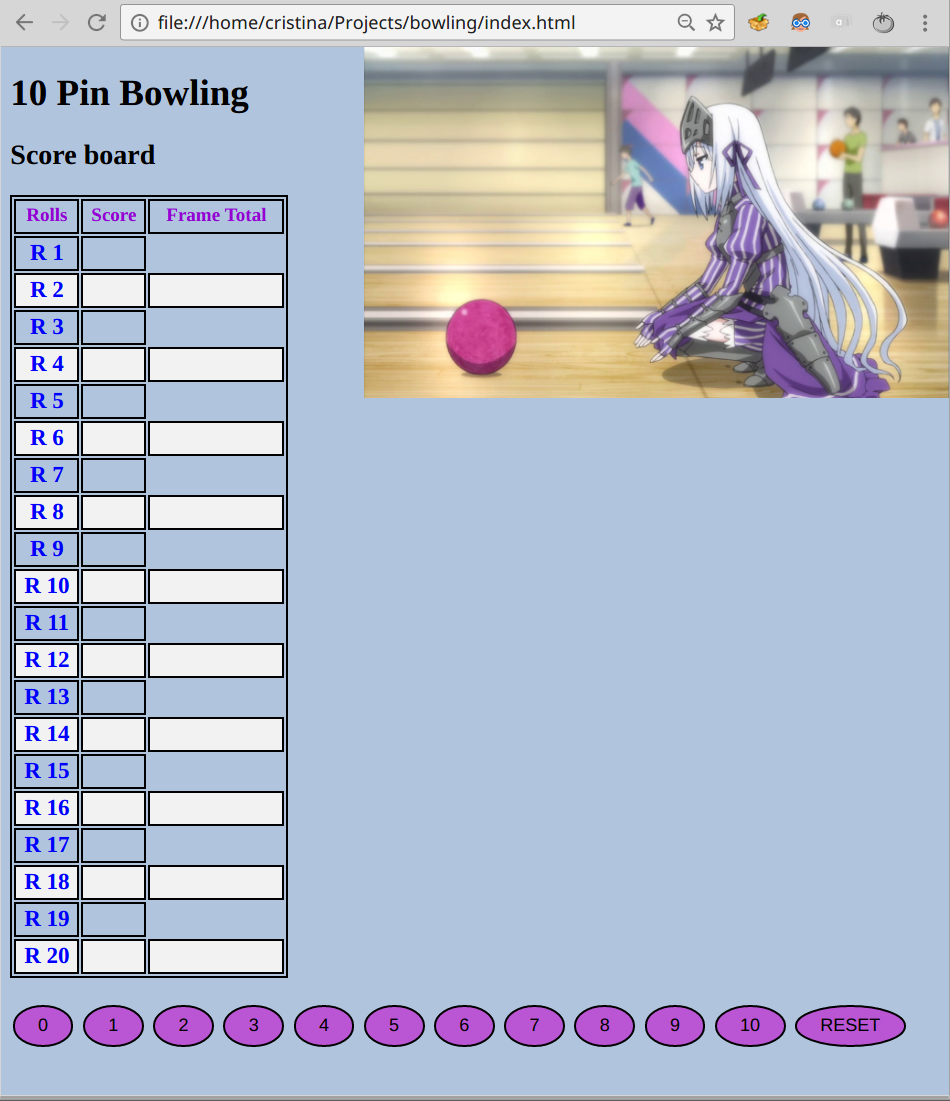 file:///home/cristina/Projects/bowling/index.html
10 Pin Bowling
Score board
Rolls Score Frame Total
R 1
R 2
R 3
R 4
R 5
R 6
R 7
R 8
R 9
R 10
R 11
R 12
R 13
R 14
R 15
R 16
R 17
R 18
R 19
R 20
0 1 2 3 4 5 6 7 8 9 10 RESET